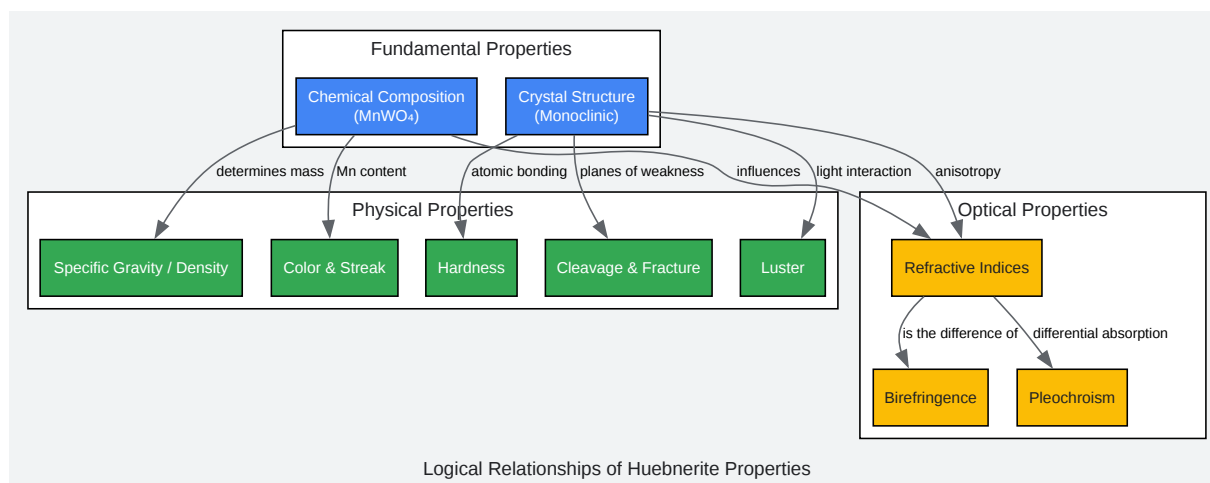 Fundamental Properties
Chemical Composition
(MnWO₄)
Crystal Structure
(Monoclinic)
determines mass
Mn content
atomic bonding
planes of weakness
influences
light interaction
anisotropy
Physical Properties
Optical Properties
Specific Gravity / Density
Color & Streak
Hardness
Cleavage & Fracture
Luster
Refractive Indices
is the difference of
differential absorption
Birefringence
Pleochroism
Logical Relationships of Huebnerite Properties